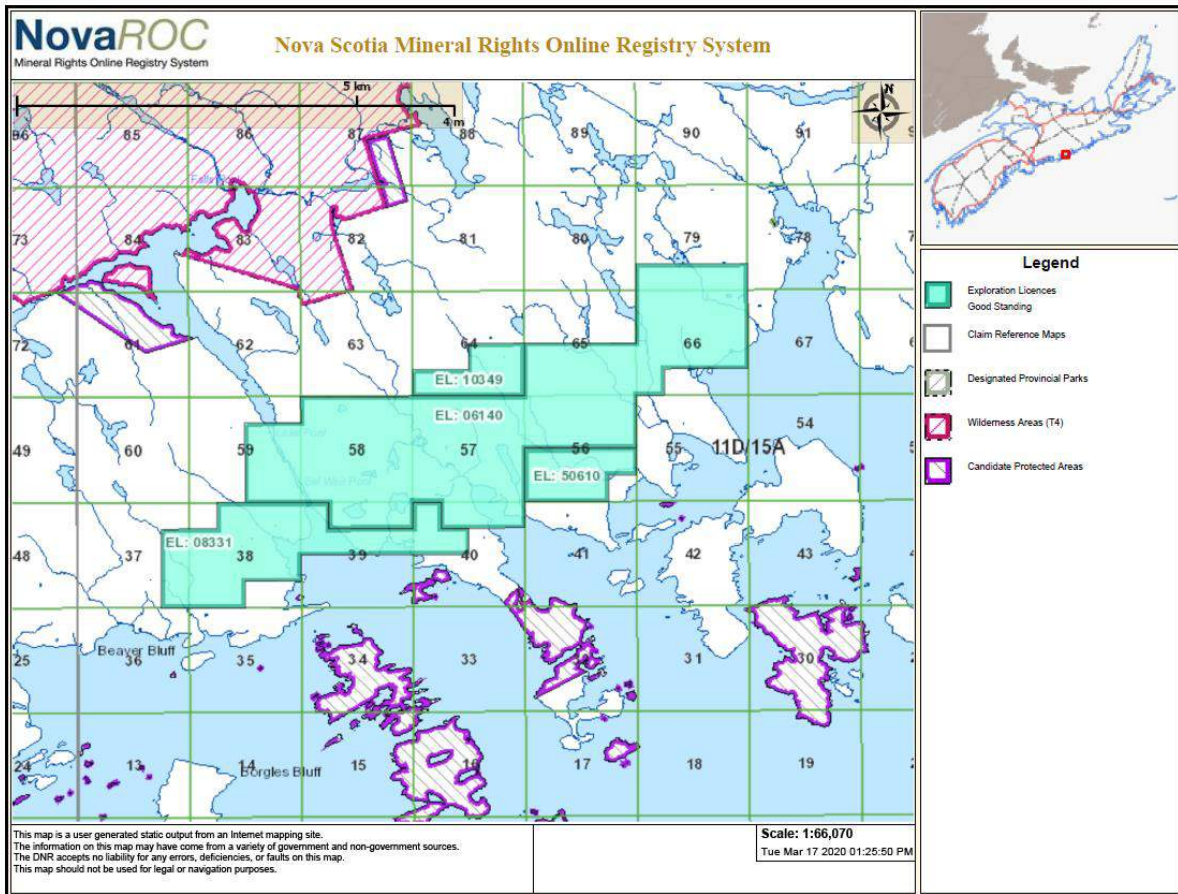 NovaROC
Mineral Rights Online Registry System
Nova Scotia Mineral Rights Online Registry System
5 km
4 m
N
96 85 86 87 88 89 90 91
73 84 83 82 81 80 79 78
72 61 62 63 64 65 66 67
EL: 10349
EL: 06140
49 60 59 58 57 56 55 54
11D/15A
EL: 50610
Eel Weir Pond
EL: 08331
48 37 38 39 40 41 42 43
Beaver Bluff
25 36 35 34 33 32 31 30
24 13 14 15 16 17 18 19
Borgles Bluff
Legend
Exploration Licences
Good Standing
Claim Reference Maps
Designated Provincial Parks
Wilderness Areas (T4)
Candidate Protected Areas
This map is a user generated static output from an Internet mapping site.
The information on this map may have come from a variety of government and non-government sources.
The DNR accepts no liability for any errors, deficiencies, or faults on this map.
This map should not be used for legal or navigation purposes.
Scale: 1:66,070
Tue Mar 17 2020 01:25:50 PM